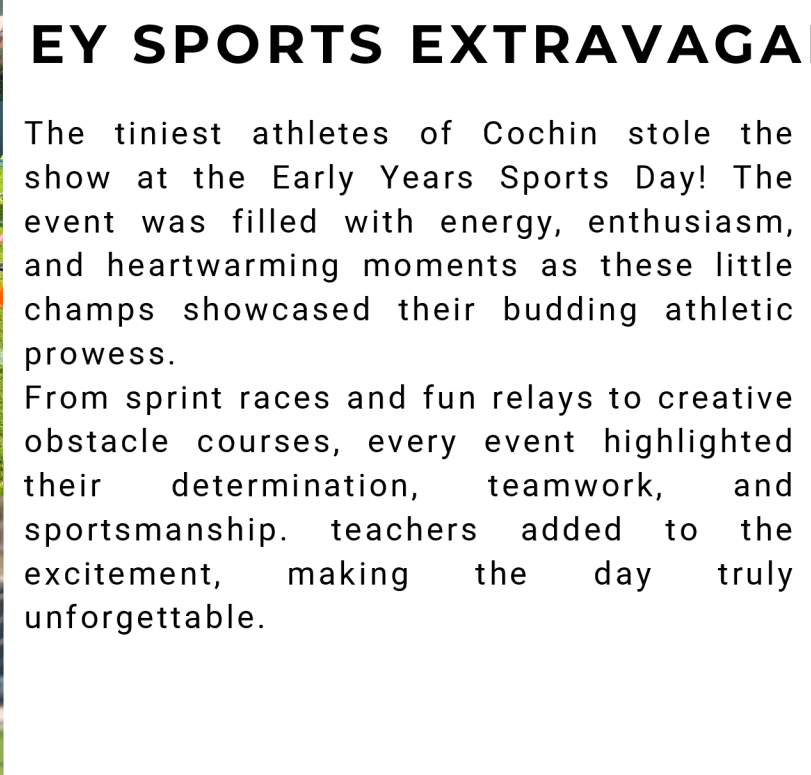 EY SPORTS EXTRAVAGA
The tiniest athletes of Cochin stole the
show at the Early Years Sports Day! The
event was filled with energy, enthusiasm,
and heartwarming moments as these little
champs showcased their budding athletic
prowess.
From sprint races and fun relays to creative
obstacle courses, every event highlighted
their determination, teamwork, and
sportsmanship. teachers added to the
excitement, making the day truly
unforgettable.